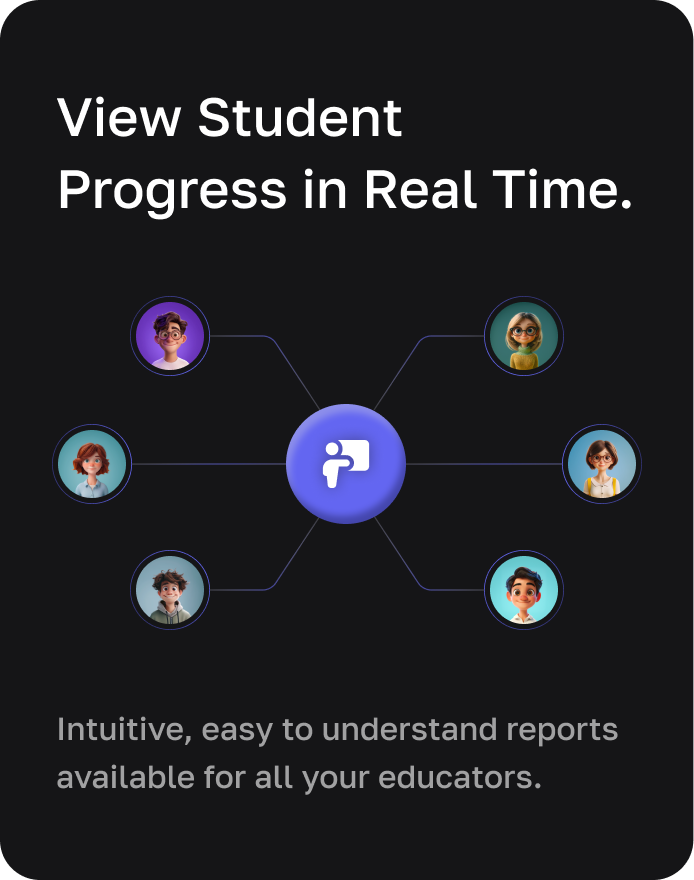 View Student
Progress in Real Time.
Intuitive, easy to understand reports
available for all your educators.